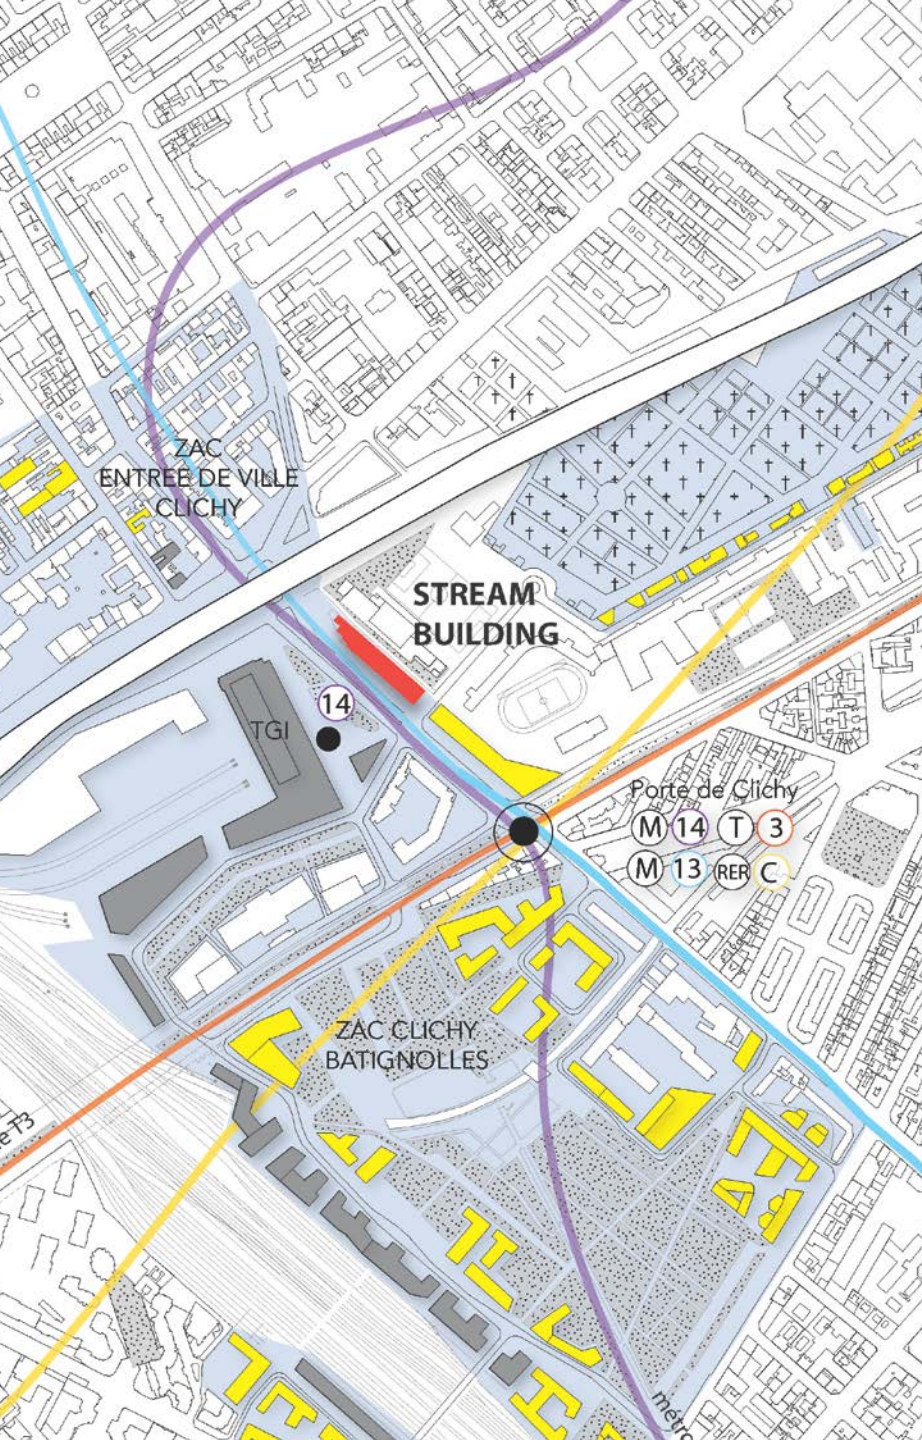 ZAC
ENTREE DE VILLE
CLICHY
STREAM
BUILDING
14
TGI
Porte de Clichy
M 14 T 3
M 13 RER C
ZAC CLICHY
BATIGNOLLES
e T3
métro